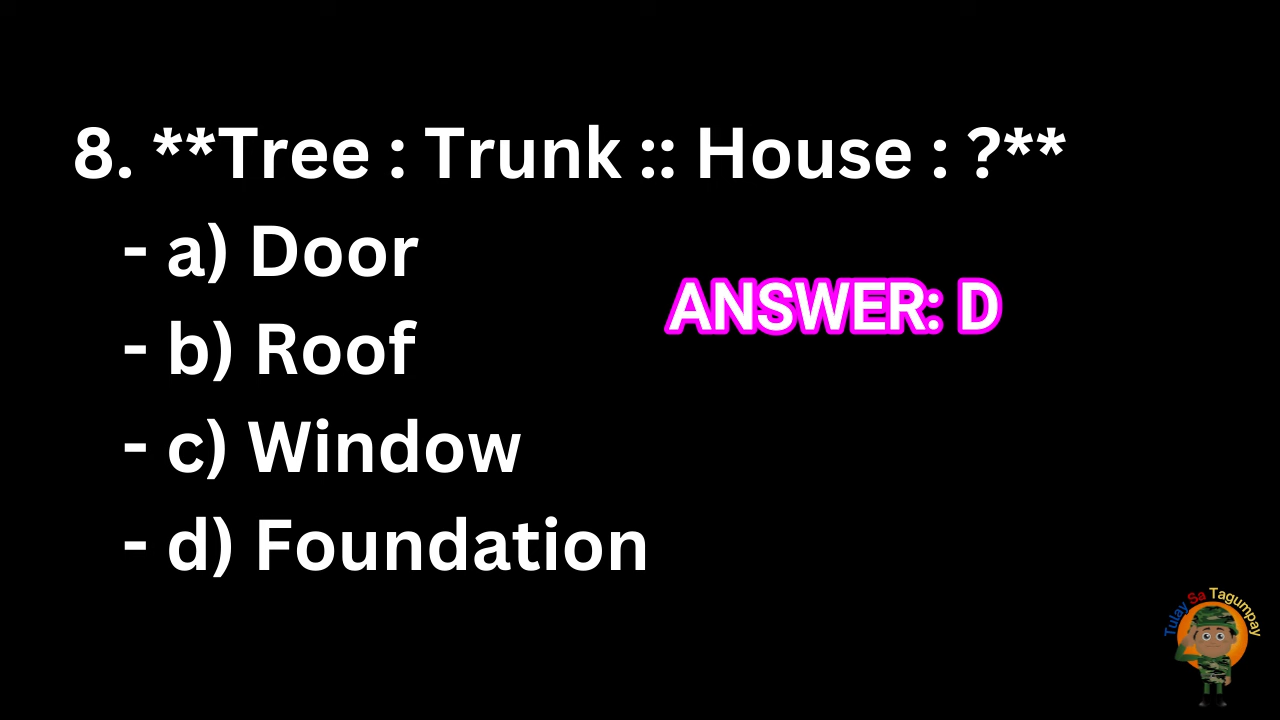 8. **Tree : Trunk :: House : ?**
- a) Door
ANSWER: D
- b) Roof
- c) Window
- d) Foundation
Tulay Sa Tagumpay